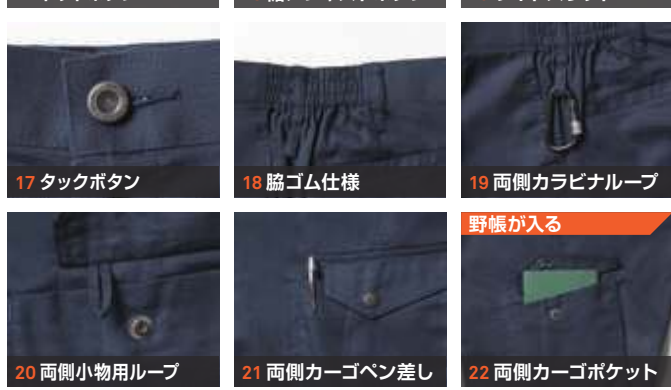 17 タックボタン
18 脇ゴム仕様
19 両側カラビナループ
野帳が入る
20 両側小物用ループ
21 両側カーゴペン差し
22 両側カーゴポケット